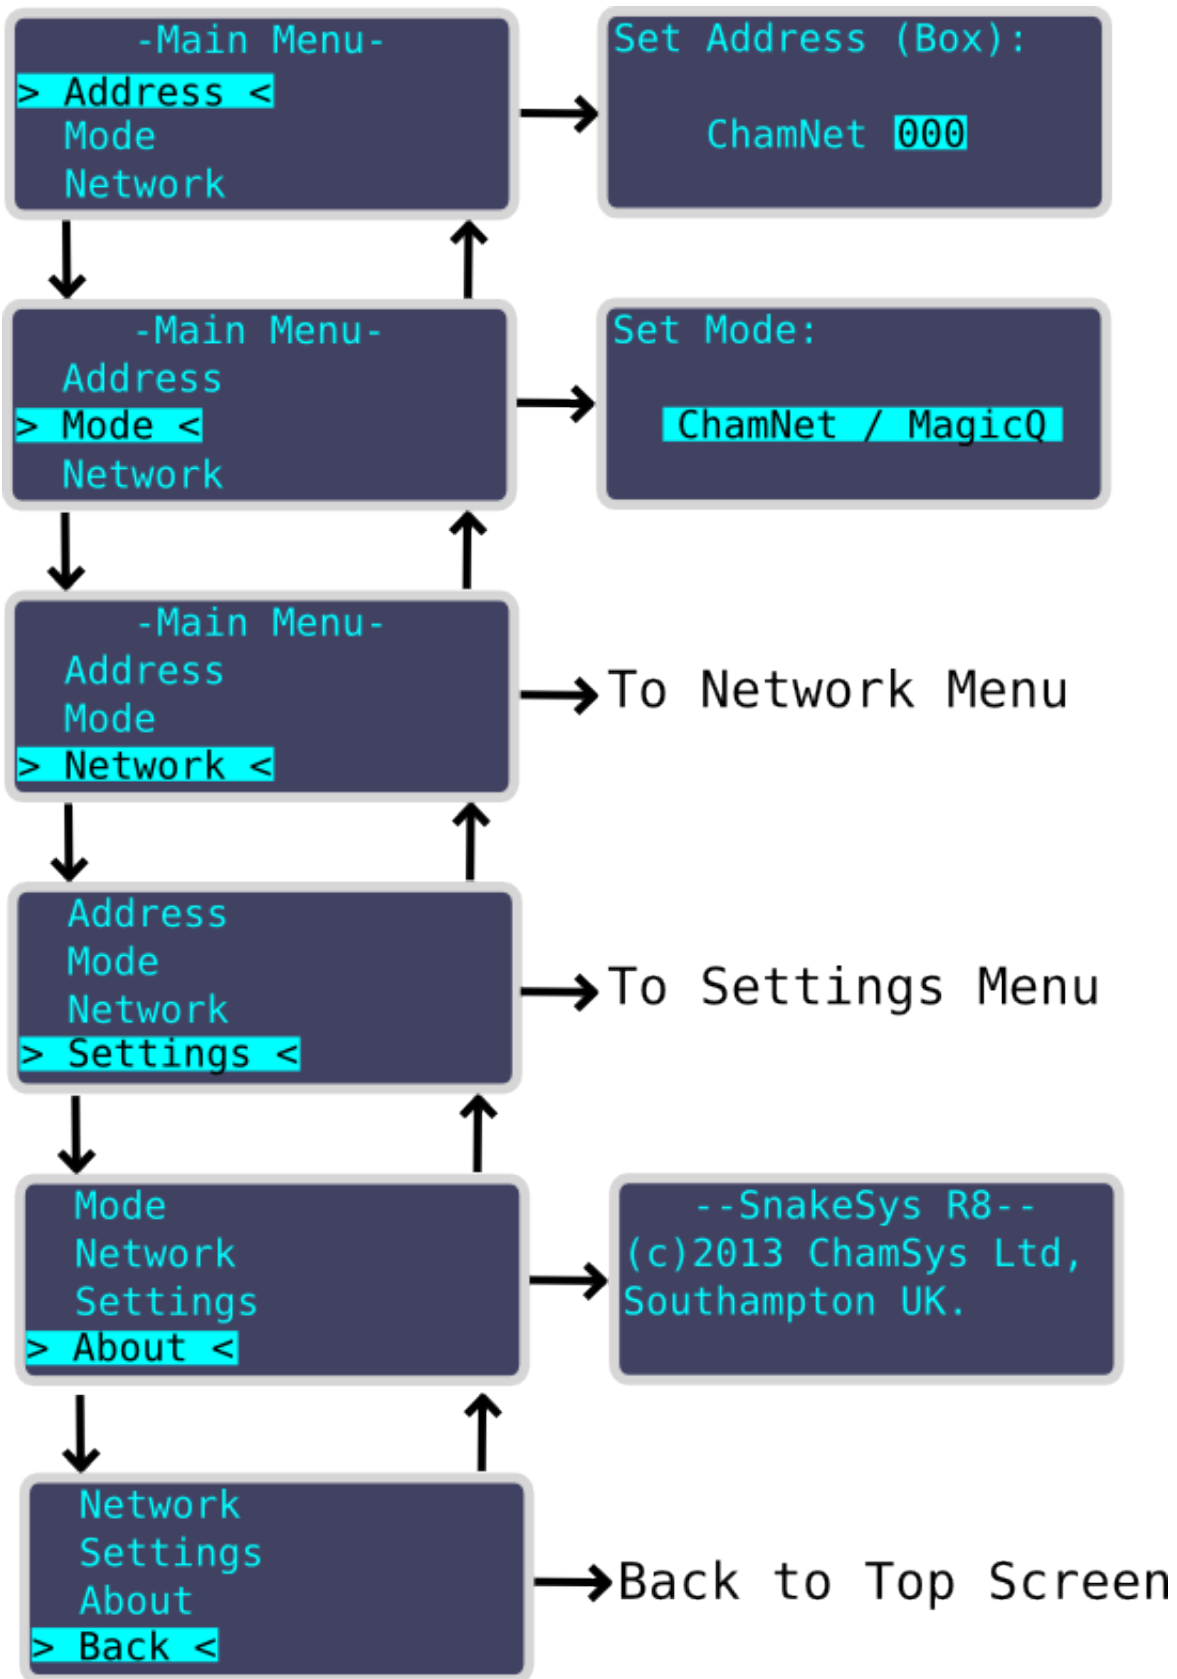 -Main Menu-
> Address <
Mode
Network
Set Address (Box):
ChamNet 000
-Main Menu-
Address
> Mode <
Network
Set Mode:
ChamNet / MagicQ
-Main Menu-
Address
Mode
> Network <
To Network Menu
Address
Mode
Network
> Settings <
To Settings Menu
Mode
Network
Settings
> About <
--SnakeSys R8--
(c)2013 ChamSys Ltd,
Southampton UK.
Network
Settings
About
> Back <
Back to Top Screen